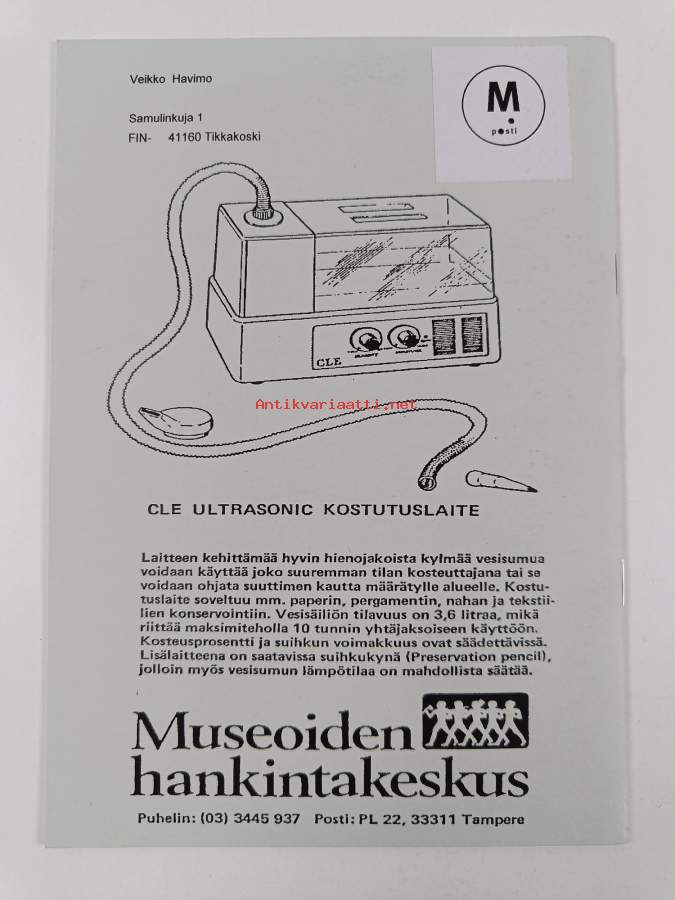 Veikko Havimo
M
posti
Samulinkuja 1
FIN- 41160 Tikkakoski
CLE
Antikvariaatti.net
CLE ULTRASONIC KOSTUTUSLAITE
Laitteen kehittämää hyvin hienojakoista kylmää vesisumua
voidaan käyttää joko suuremman tilan kosteuttajana tai se
voidaan ohjata suuttimen kautta määrätylle alueelle. Kostu-
tuslaite soveltuu mm. paperin, pergamentin, nahan ja tekstii-
lien konservointiin. Vesisäiliön tilavuus on 3,6 litraa, mikä
riittää maksimiteholla 10 tunnin yhtäjaksoiseen käyttöön.
Kosteusprosentti ja suihkun voimakkuus ovat säädettävissä.
Lisälaitteena on saatavissa suihkukynä (Preservation pencil),
jolloin myös vesisumun lämpötilaa on mahdollista säätää.
Museoiden
hankintakeskus
Puhelin: (03) 3445 937 Posti: PL 22, 33311 Tampere